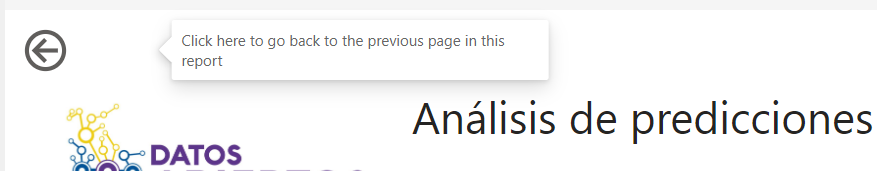 Click here to go back to the previous page in this
report
Análisis de predicciones
DATOS